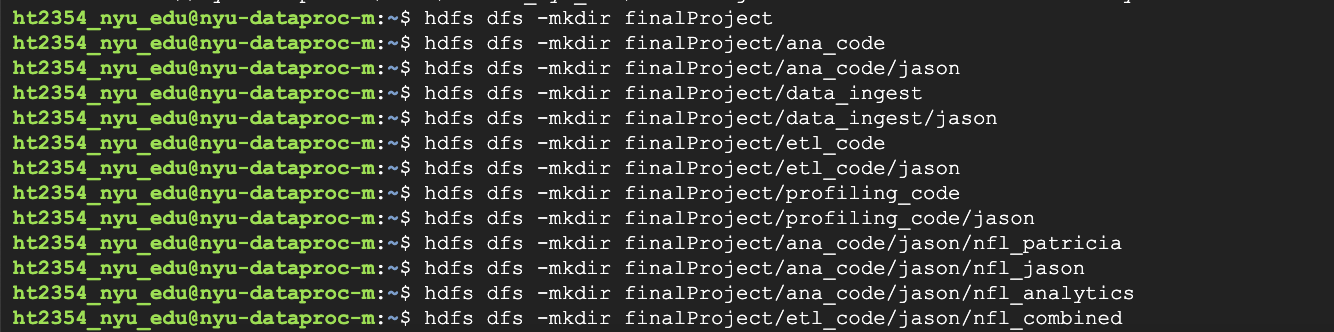 ht2354_nyu_edu@nyu-dataproc-m:~$ hdfs dfs -mkdir finalProject
ht2354_nyu_edu@nyu-dataproc-m:~$ hdfs dfs -mkdir finalProject/ana_code
ht2354_nyu_edu@nyu-dataproc-m:~$ hdfs dfs -mkdir finalProject/ana_code/jason
ht2354_nyu_edu@nyu-dataproc-m:~$ hdfs dfs -mkdir finalProject/data_ingest
ht2354_nyu_edu@nyu-dataproc-m:~$ hdfs dfs -mkdir finalProject/data_ingest/jason
ht2354_nyu_edu@nyu-dataproc-m:~$ hdfs dfs -mkdir finalProject/etl_code
ht2354_nyu_edu@nyu-dataproc-m:~$ hdfs dfs -mkdir finalProject/etl_code/jason
ht2354_nyu_edu@nyu-dataproc-m:~$ hdfs dfs -mkdir finalProject/profiling_code
ht2354_nyu_edu@nyu-dataproc-m:~$ hdfs dfs -mkdir finalProject/profiling_code/jason
ht2354_nyu_edu@nyu-dataproc-m:~$ hdfs dfs -mkdir finalProject/ana_code/jason/nfl_patricia
ht2354_nyu_edu@nyu-dataproc-m:~$ hdfs dfs -mkdir finalProject/ana_code/jason/nfl_jason
ht2354_nyu_edu@nyu-dataproc-m:~$ hdfs dfs -mkdir finalProject/ana_code/jason/nfl_analytics
ht2354_nyu_edu@nyu-dataproc-m:~$ hdfs dfs -mkdir finalProject/etl_code/jason/nfl_combined